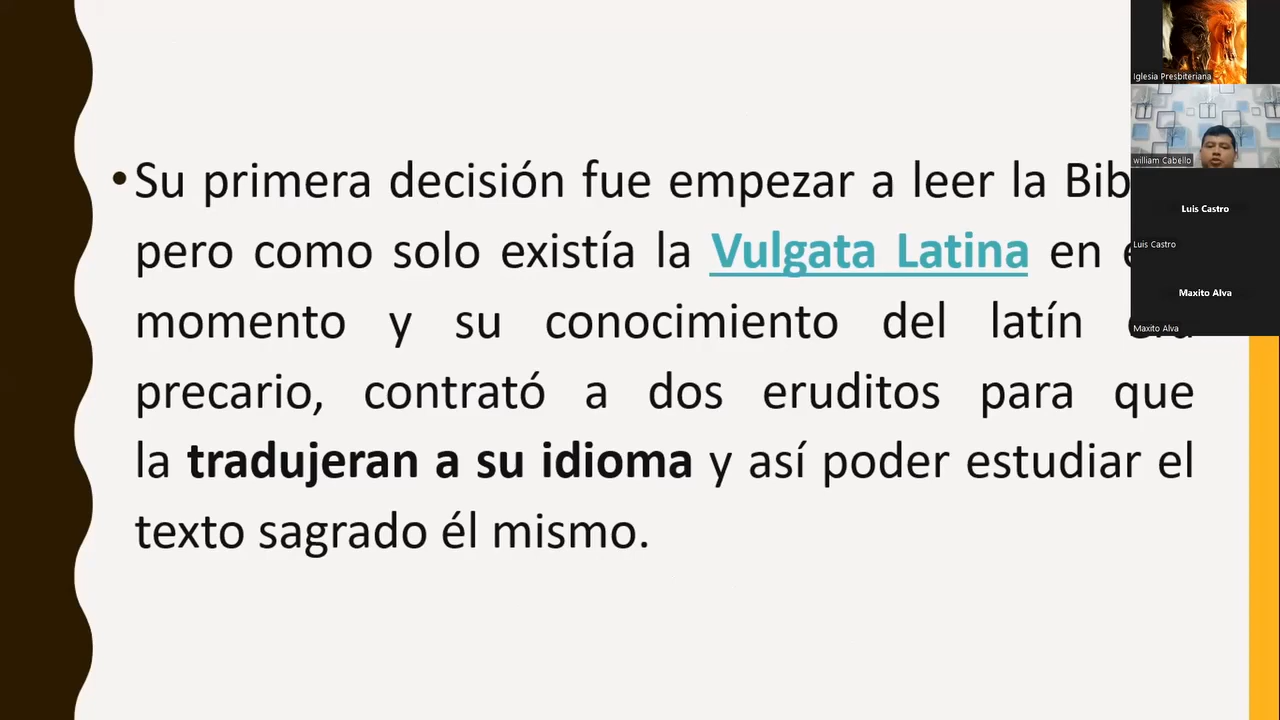 • Su primera decisión fue empezar a leer la
pero como solo existía la Vulgata Latina en
momento y su conocimiento del latín
precario, contrató a dos eruditos para que
la tradujeran a su idioma y así poder estudiar el
texto sagrado él mismo.
Iglesia Presbiteriana
william Cabello
Luis Castro
Luis Castro
Maxito Alva
Maxito Alva